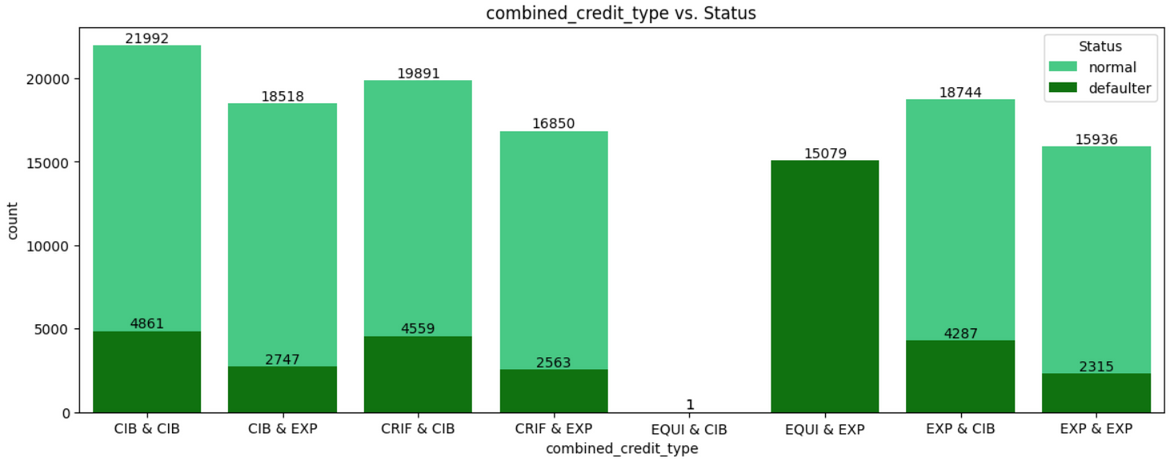 combined_credit_type vs. Status
21992
18518
19891
16850
1
15079
18744
15936
4861
2747
4559
2563
4287
2315
Status
normal
defaulter
count
20000
15000
10000
5000
0
CIB & CIB
CIB & EXP
CRIF & CIB
CRIF & EXP
EQUI & CIB
EQUI & EXP
EXP & CIB
EXP & EXP
combined_credit_type